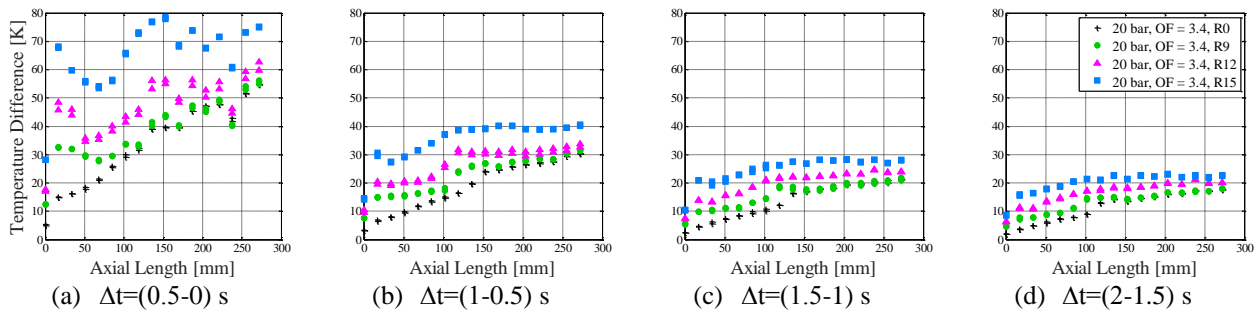 Temperature Difference [K]
80
70
60
50
40
30
20
10
0
0 50 100 150 200 250 300
Axial Length [mm]
(a) Δt=(0.5-0) s
80
70
60
50
40
30
20
10
0
0 50 100 150 200 250 300
Axial Length [mm]
(b) Δt=(1-0.5) s
80
70
60
50
40
30
20
10
0
0 50 100 150 200 250 300
Axial Length [mm]
(c) Δt=(1.5-1) s
80
70
60
50
40
30
20
10
0
20 bar, OF = 3.4, R0
20 bar, OF = 3.4, R9
20 bar, OF = 3.4, R12
20 bar, OF = 3.4, R15
0 50 100 150 200 250 300
Axial Length [mm]
(d) Δt=(2-1.5) s